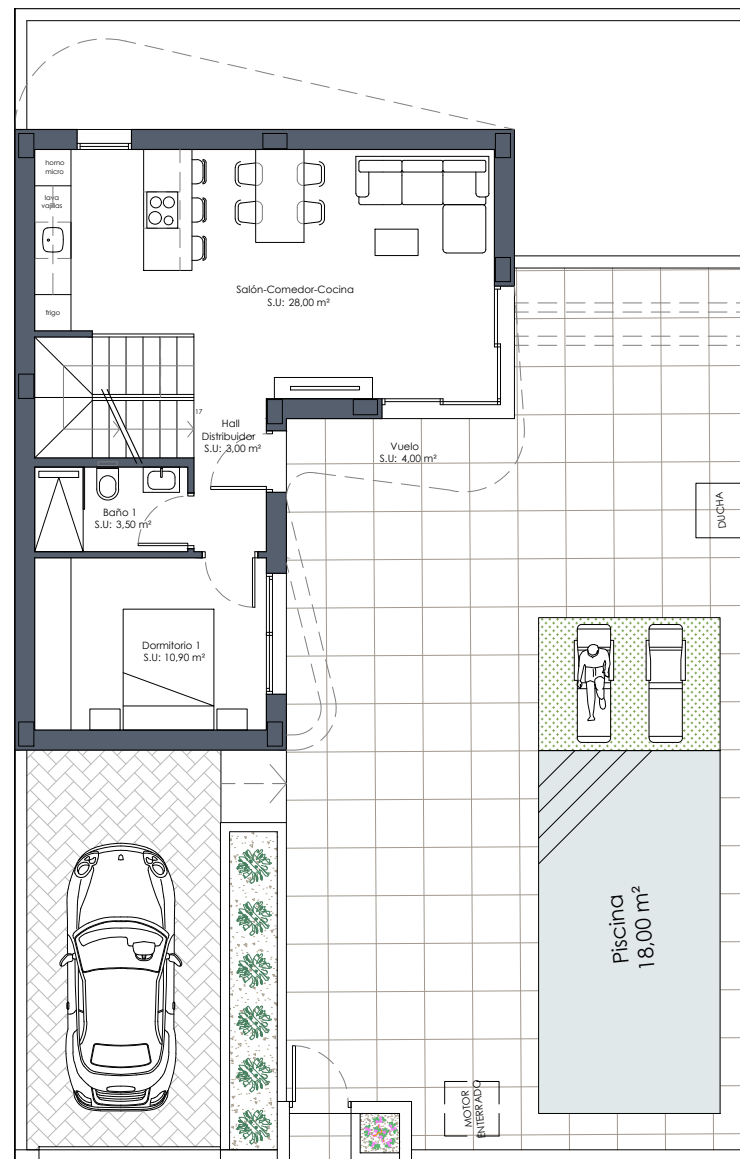 horno
micro
lava
vajillas
frigo
Salón-Comedor-Cocina
S.U: 28,00 m²
17
Hall
Distribuidor
S.U: 3,00 m²
Vuelo
S.U: 4,00 m²
Baño 1
S.U: 3,50 m²
DUCHA
Dormitorio 1
S.U: 10,90 m²
Piscina
18,00 m²
MOTOR
ENTERRADO